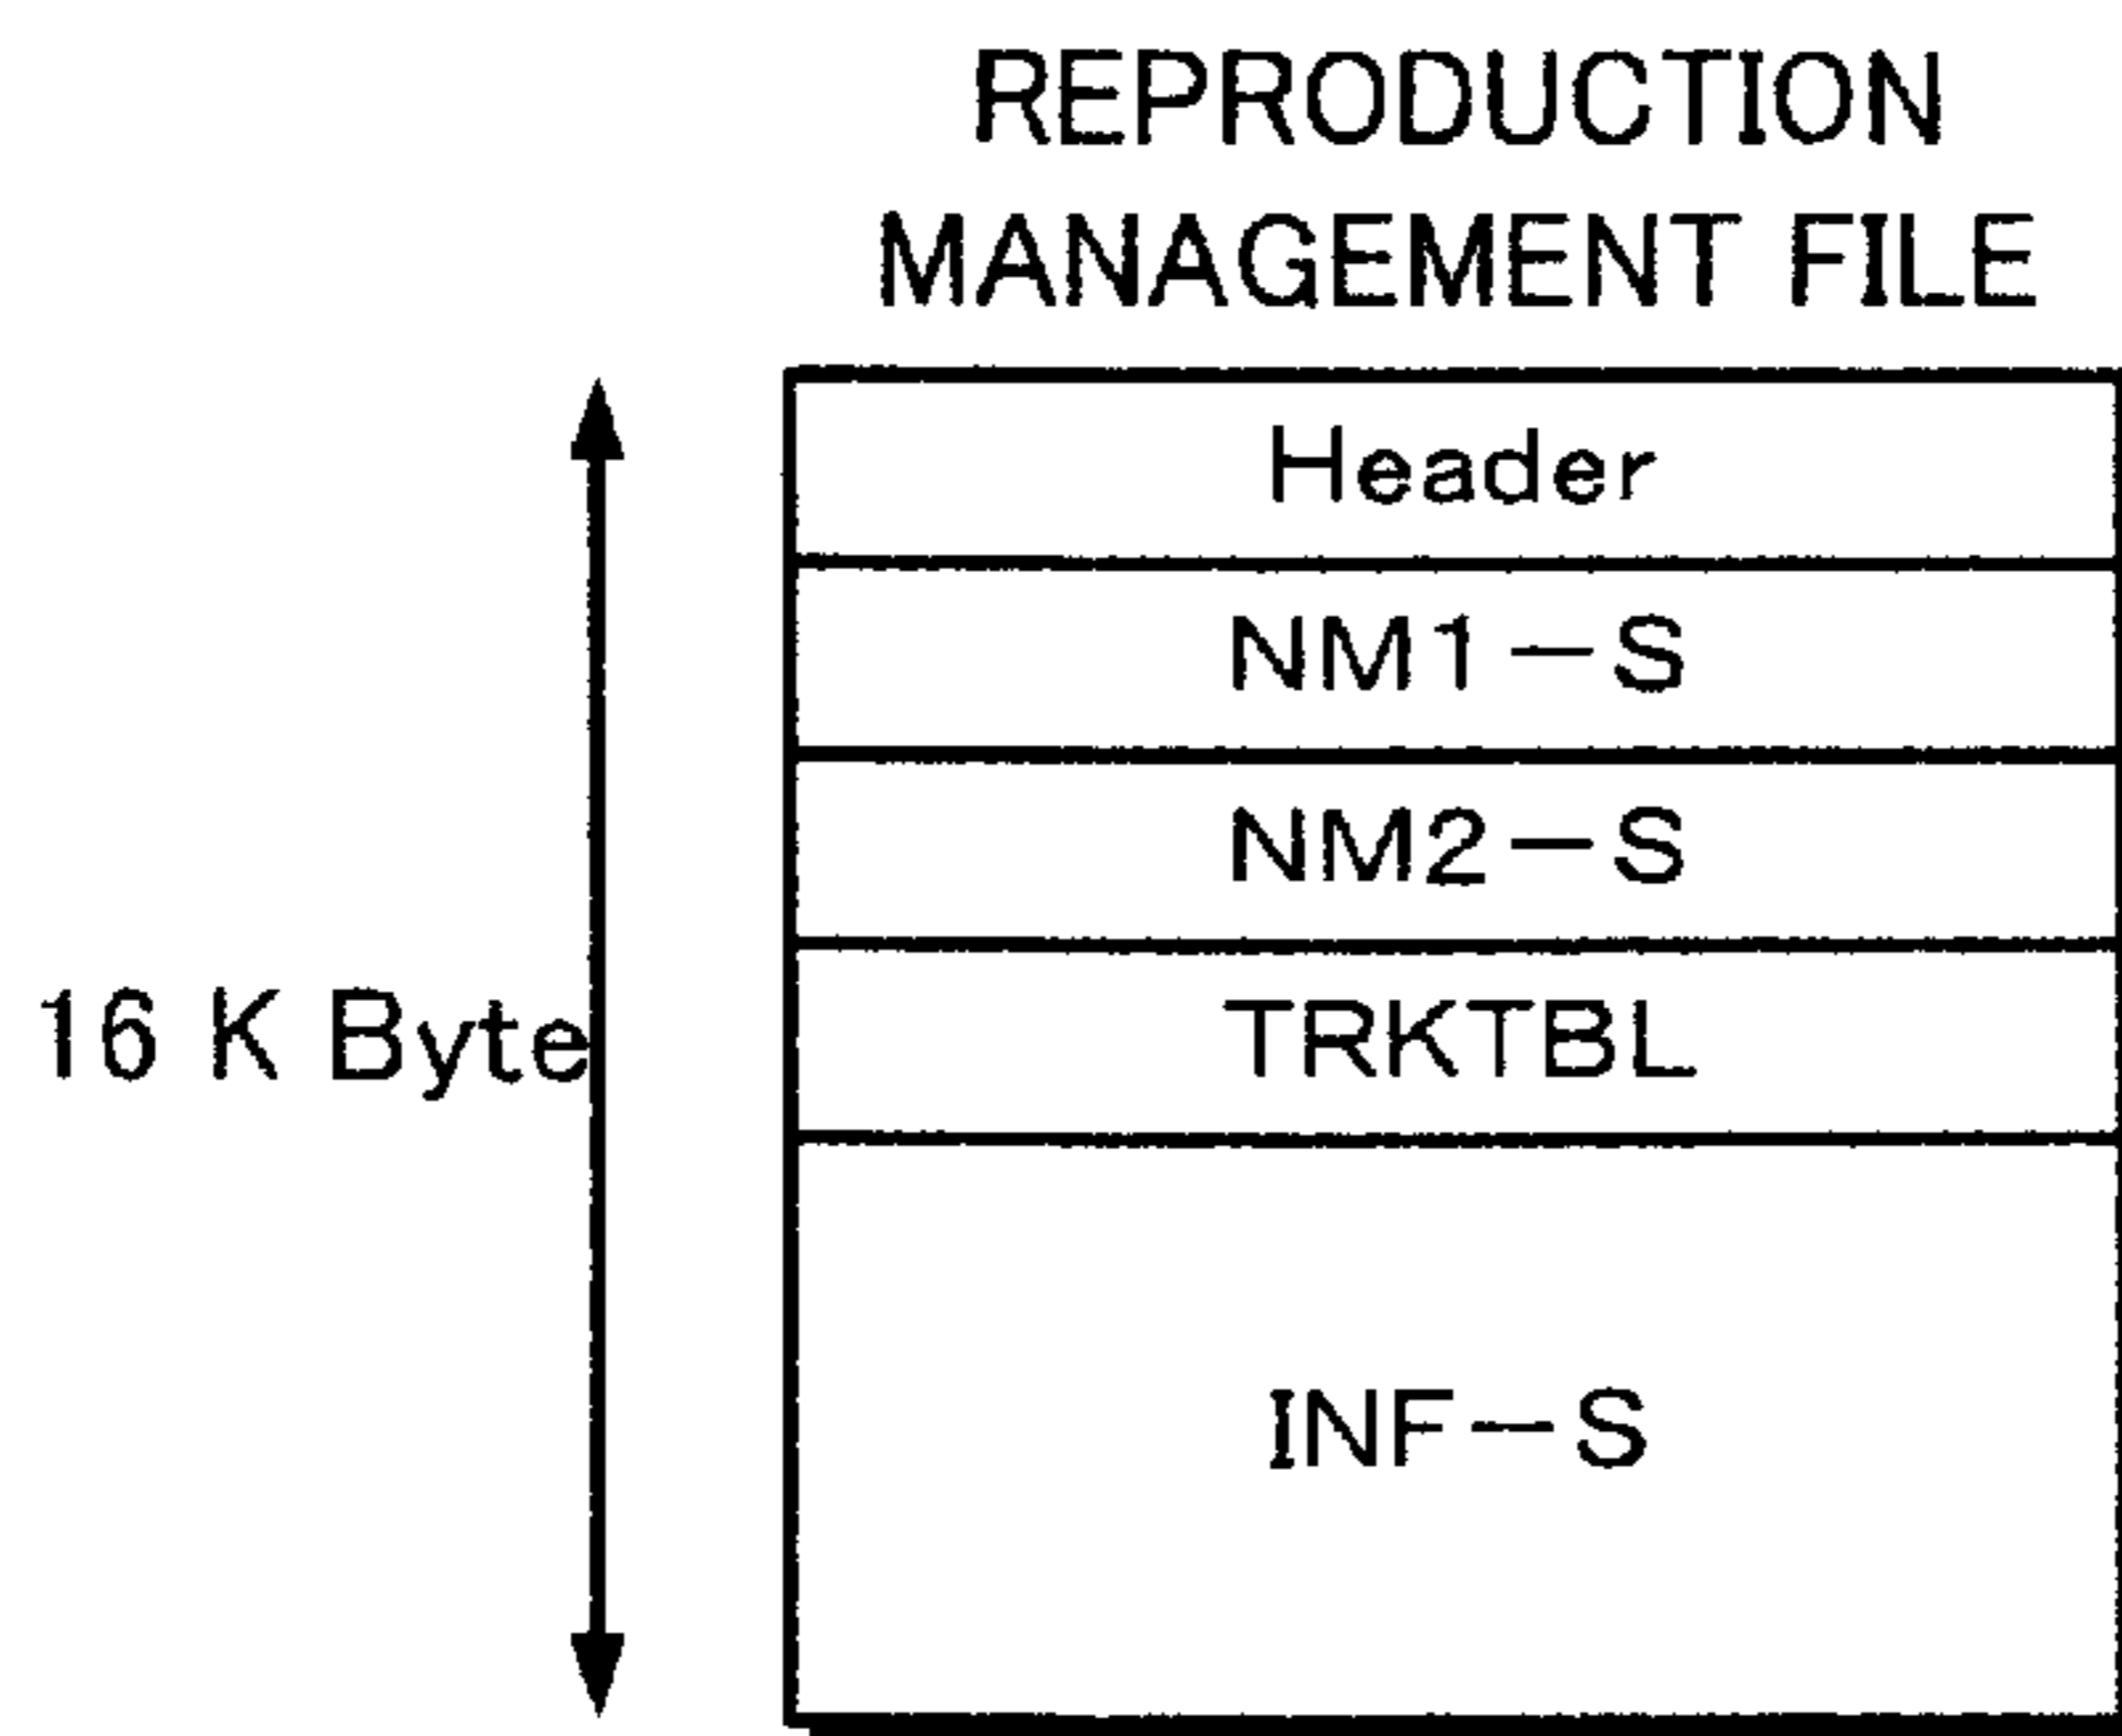 REPRODUCTION
MANAGEMENT FILE
Header
NM1-S
NM2-S
TRKTBL
16 K Byte
INF-S